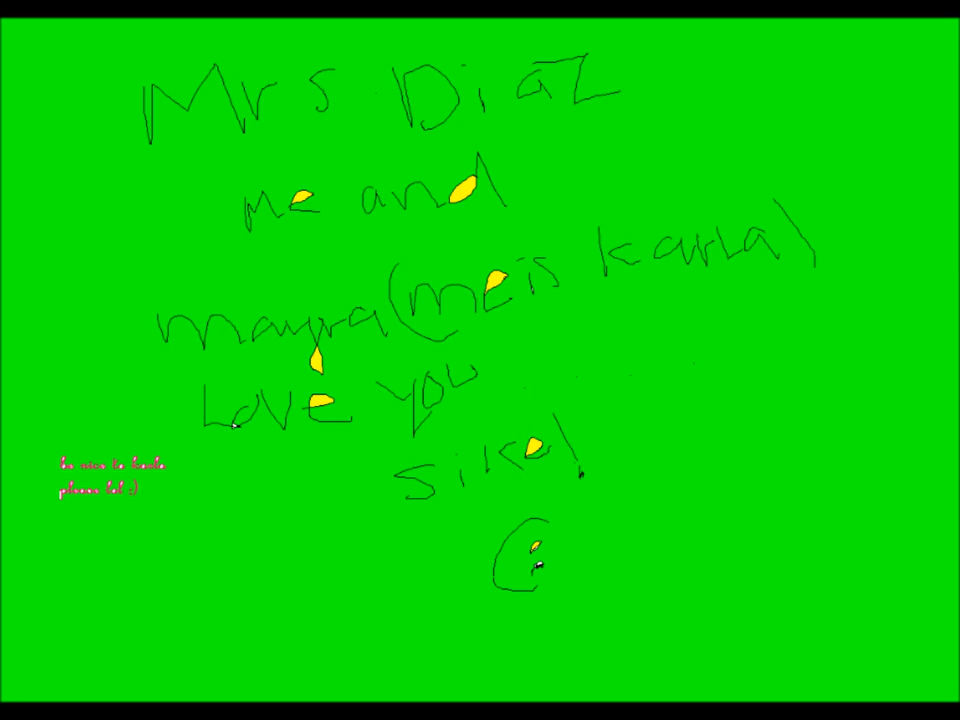 Mrs Diaz
me and
mayra (me is karla)
Love you
sike!
(:
be nice to karla
please lol :)